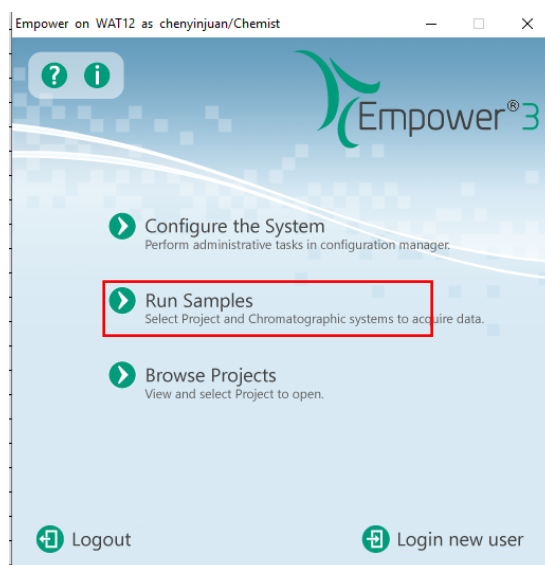 Empower on WAT12 as chenyinjuan/Chemist
? i
Empower®3
Configure the System
Perform administrative tasks in configuration manager.
Run Samples
Select Project and Chromatographic systems to acquire data.
Browse Projects
View and select Project to open.
Logout
Login new user